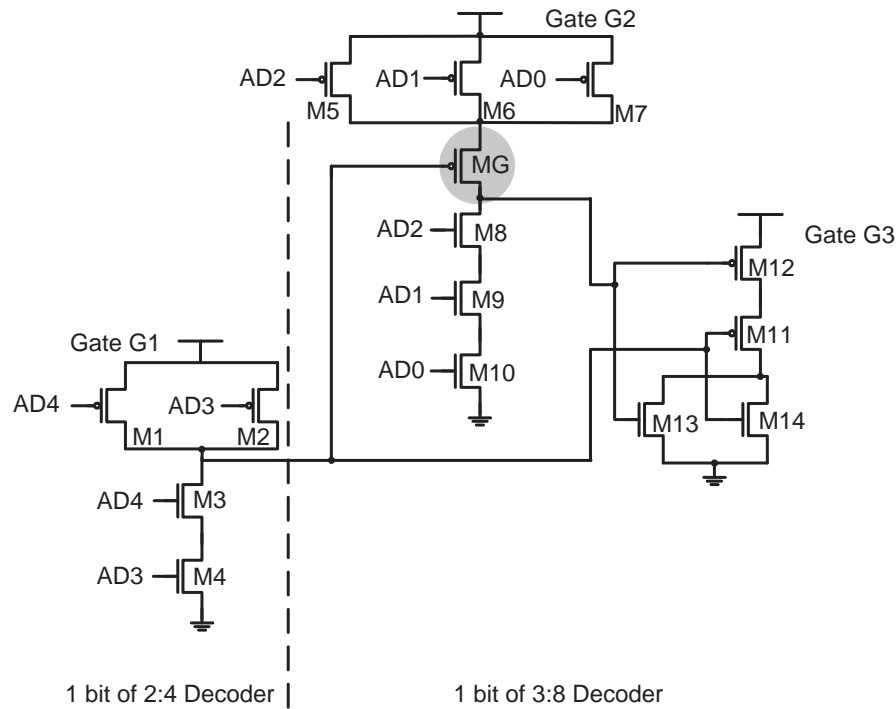 Gate G2
AD2
AD1
AD0
M5
M6
M7
MG
AD2
M8
Gate G3
M12
AD1
M9
M11
Gate G1
AD0
M10
AD4
AD3
M13
M14
M1
M2
AD4
M3
AD3
M4
1 bit of 2:4 Decoder
1 bit of 3:8 Decoder